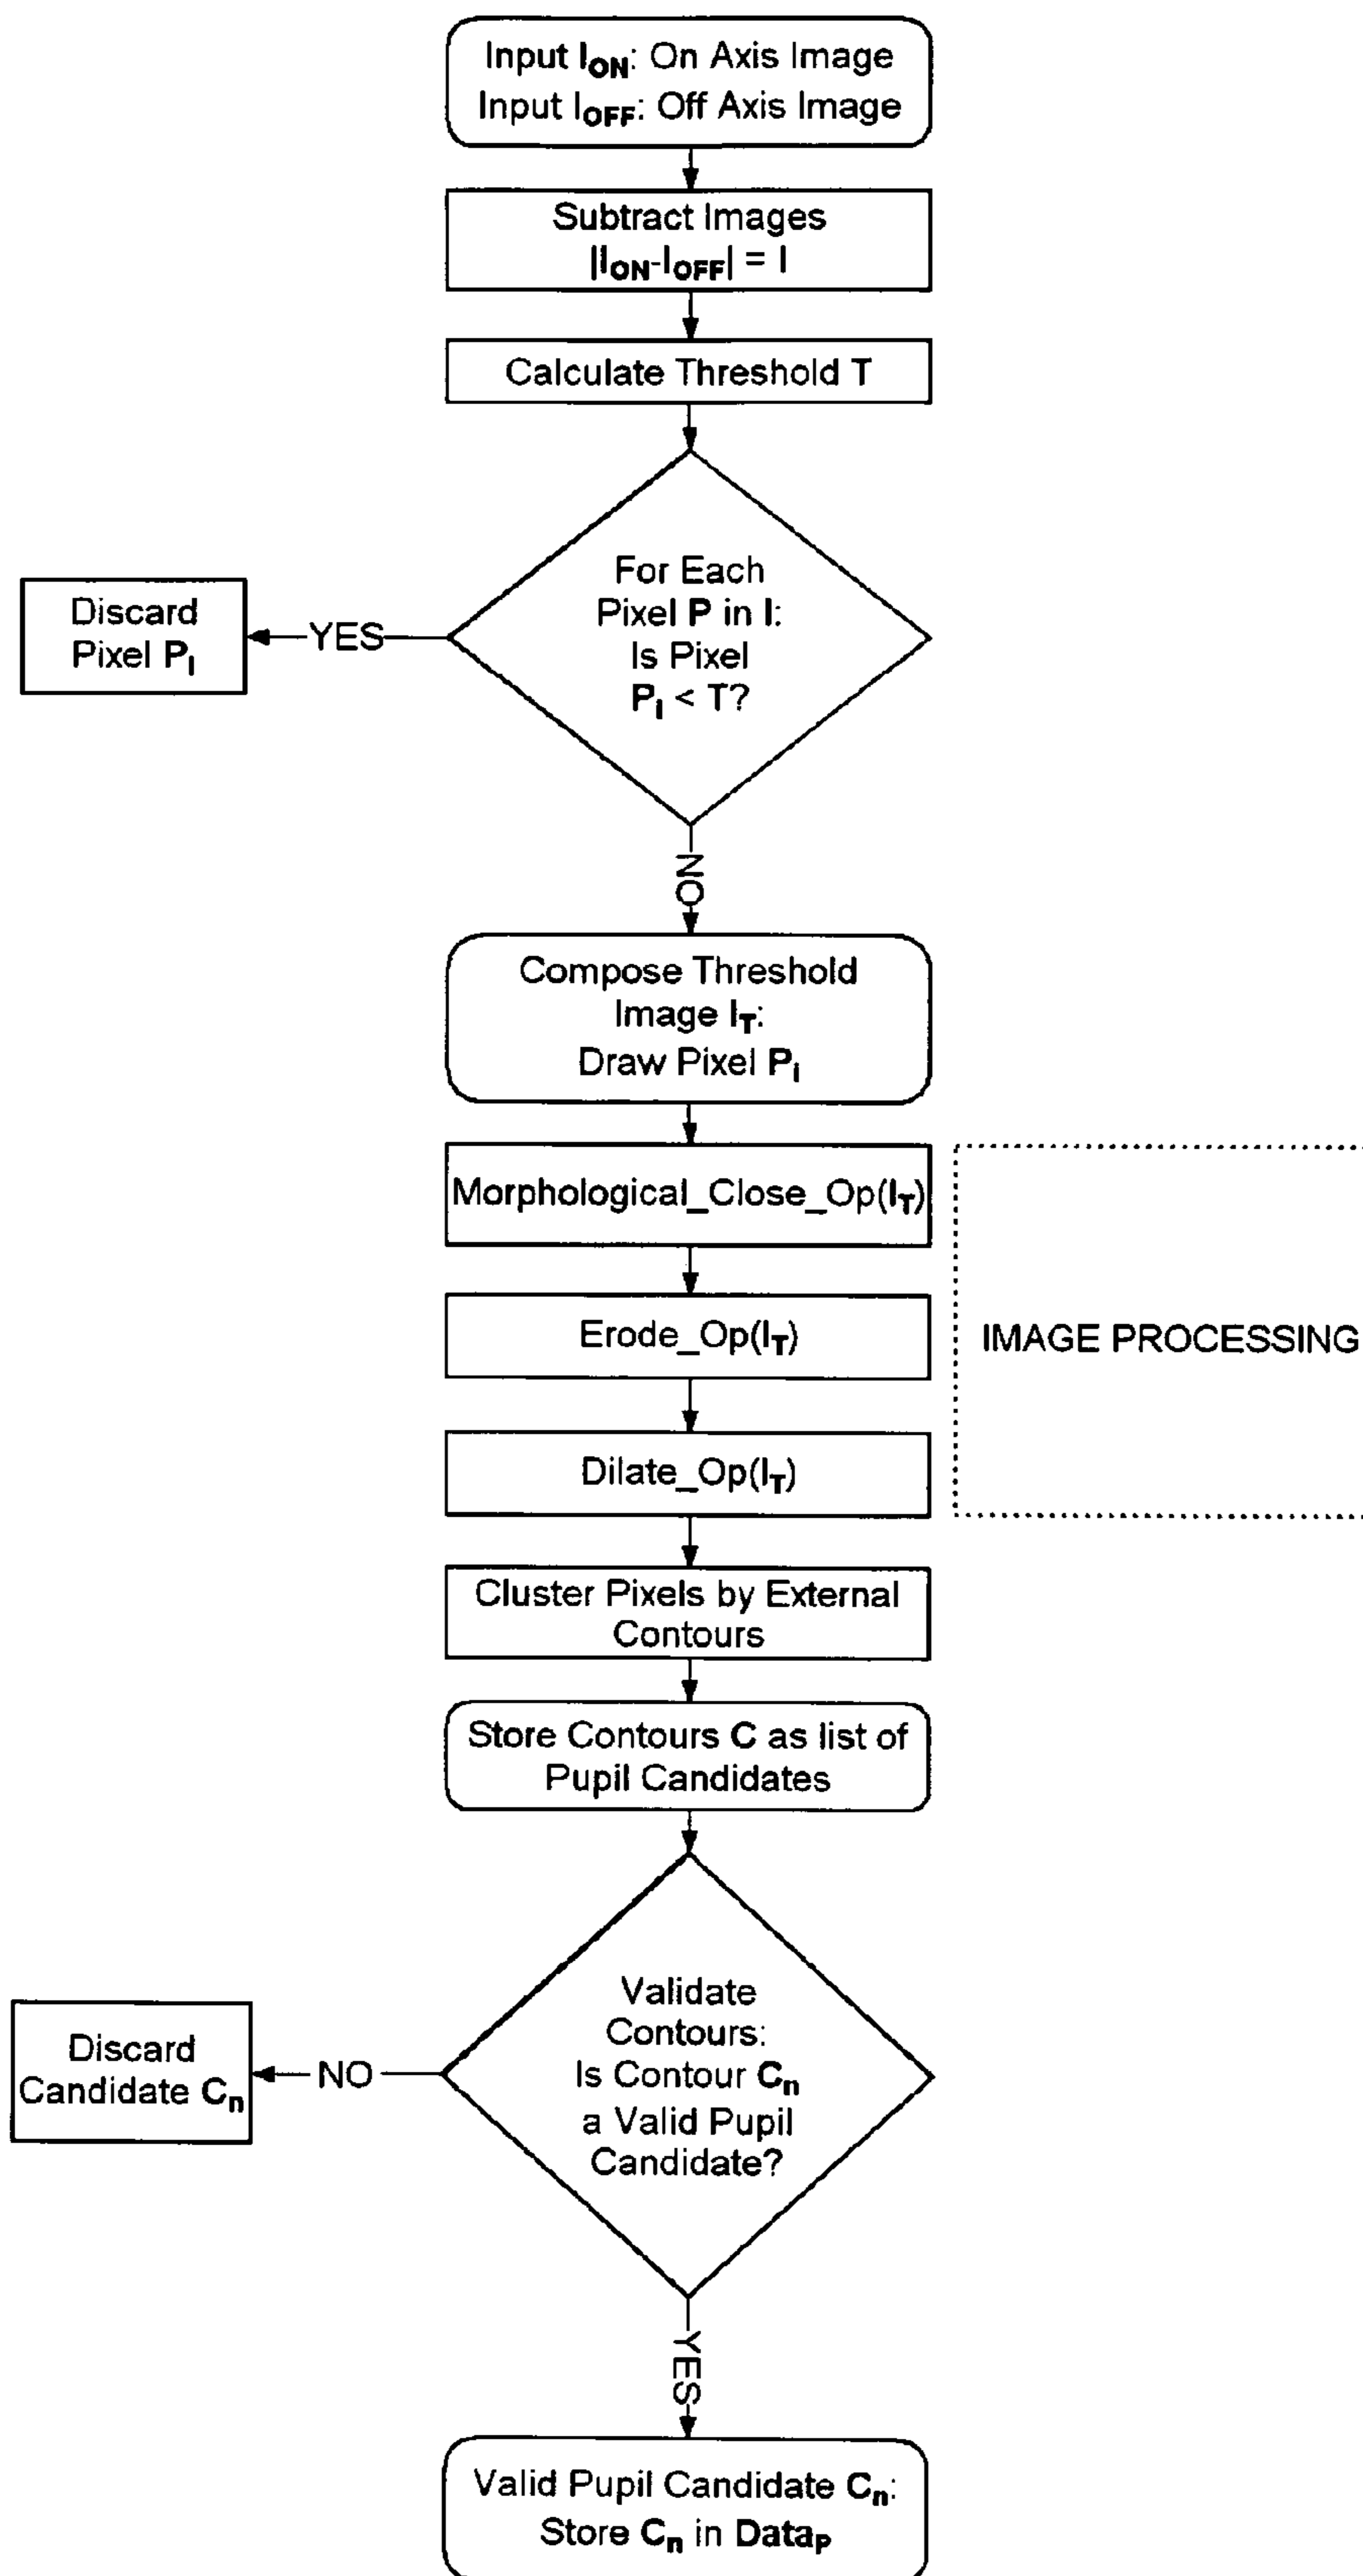 Input I_ON: On Axis Image
Input I_OFF: Off Axis Image
Subtract Images
|I_ON-I_OFF| = I
Calculate Threshold T
For Each
Pixel P in I:
Is Pixel
P_i < T?
YES
Discard
Pixel P_i
NO
Compose Threshold
Image I_T:
Draw Pixel P_i
Morphological_Close_Op(I_T)
Erode_Op(I_T)
IMAGE PROCESSING
Dilate_Op(I_T)
Cluster Pixels by External
Contours
Store Contours C as list of
Pupil Candidates
Validate
Contours:
Is Contour C_n
a Valid Pupil
Candidate?
NO
Discard
Candidate C_n
YES
Valid Pupil Candidate C_n:
Store C_n in Data_P